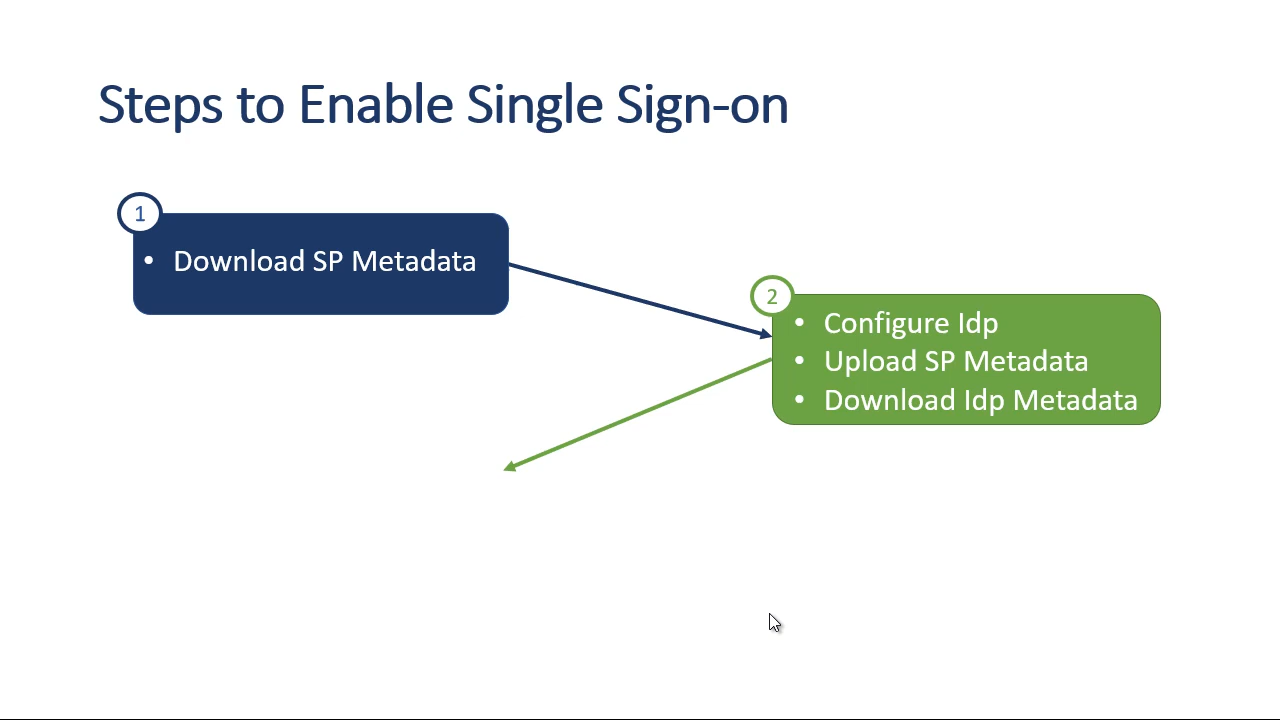 Steps to Enable Single Sign-on
1
• Download SP Metadata
2
• Configure Idp
• Upload SP Metadata
• Download Idp Metadata